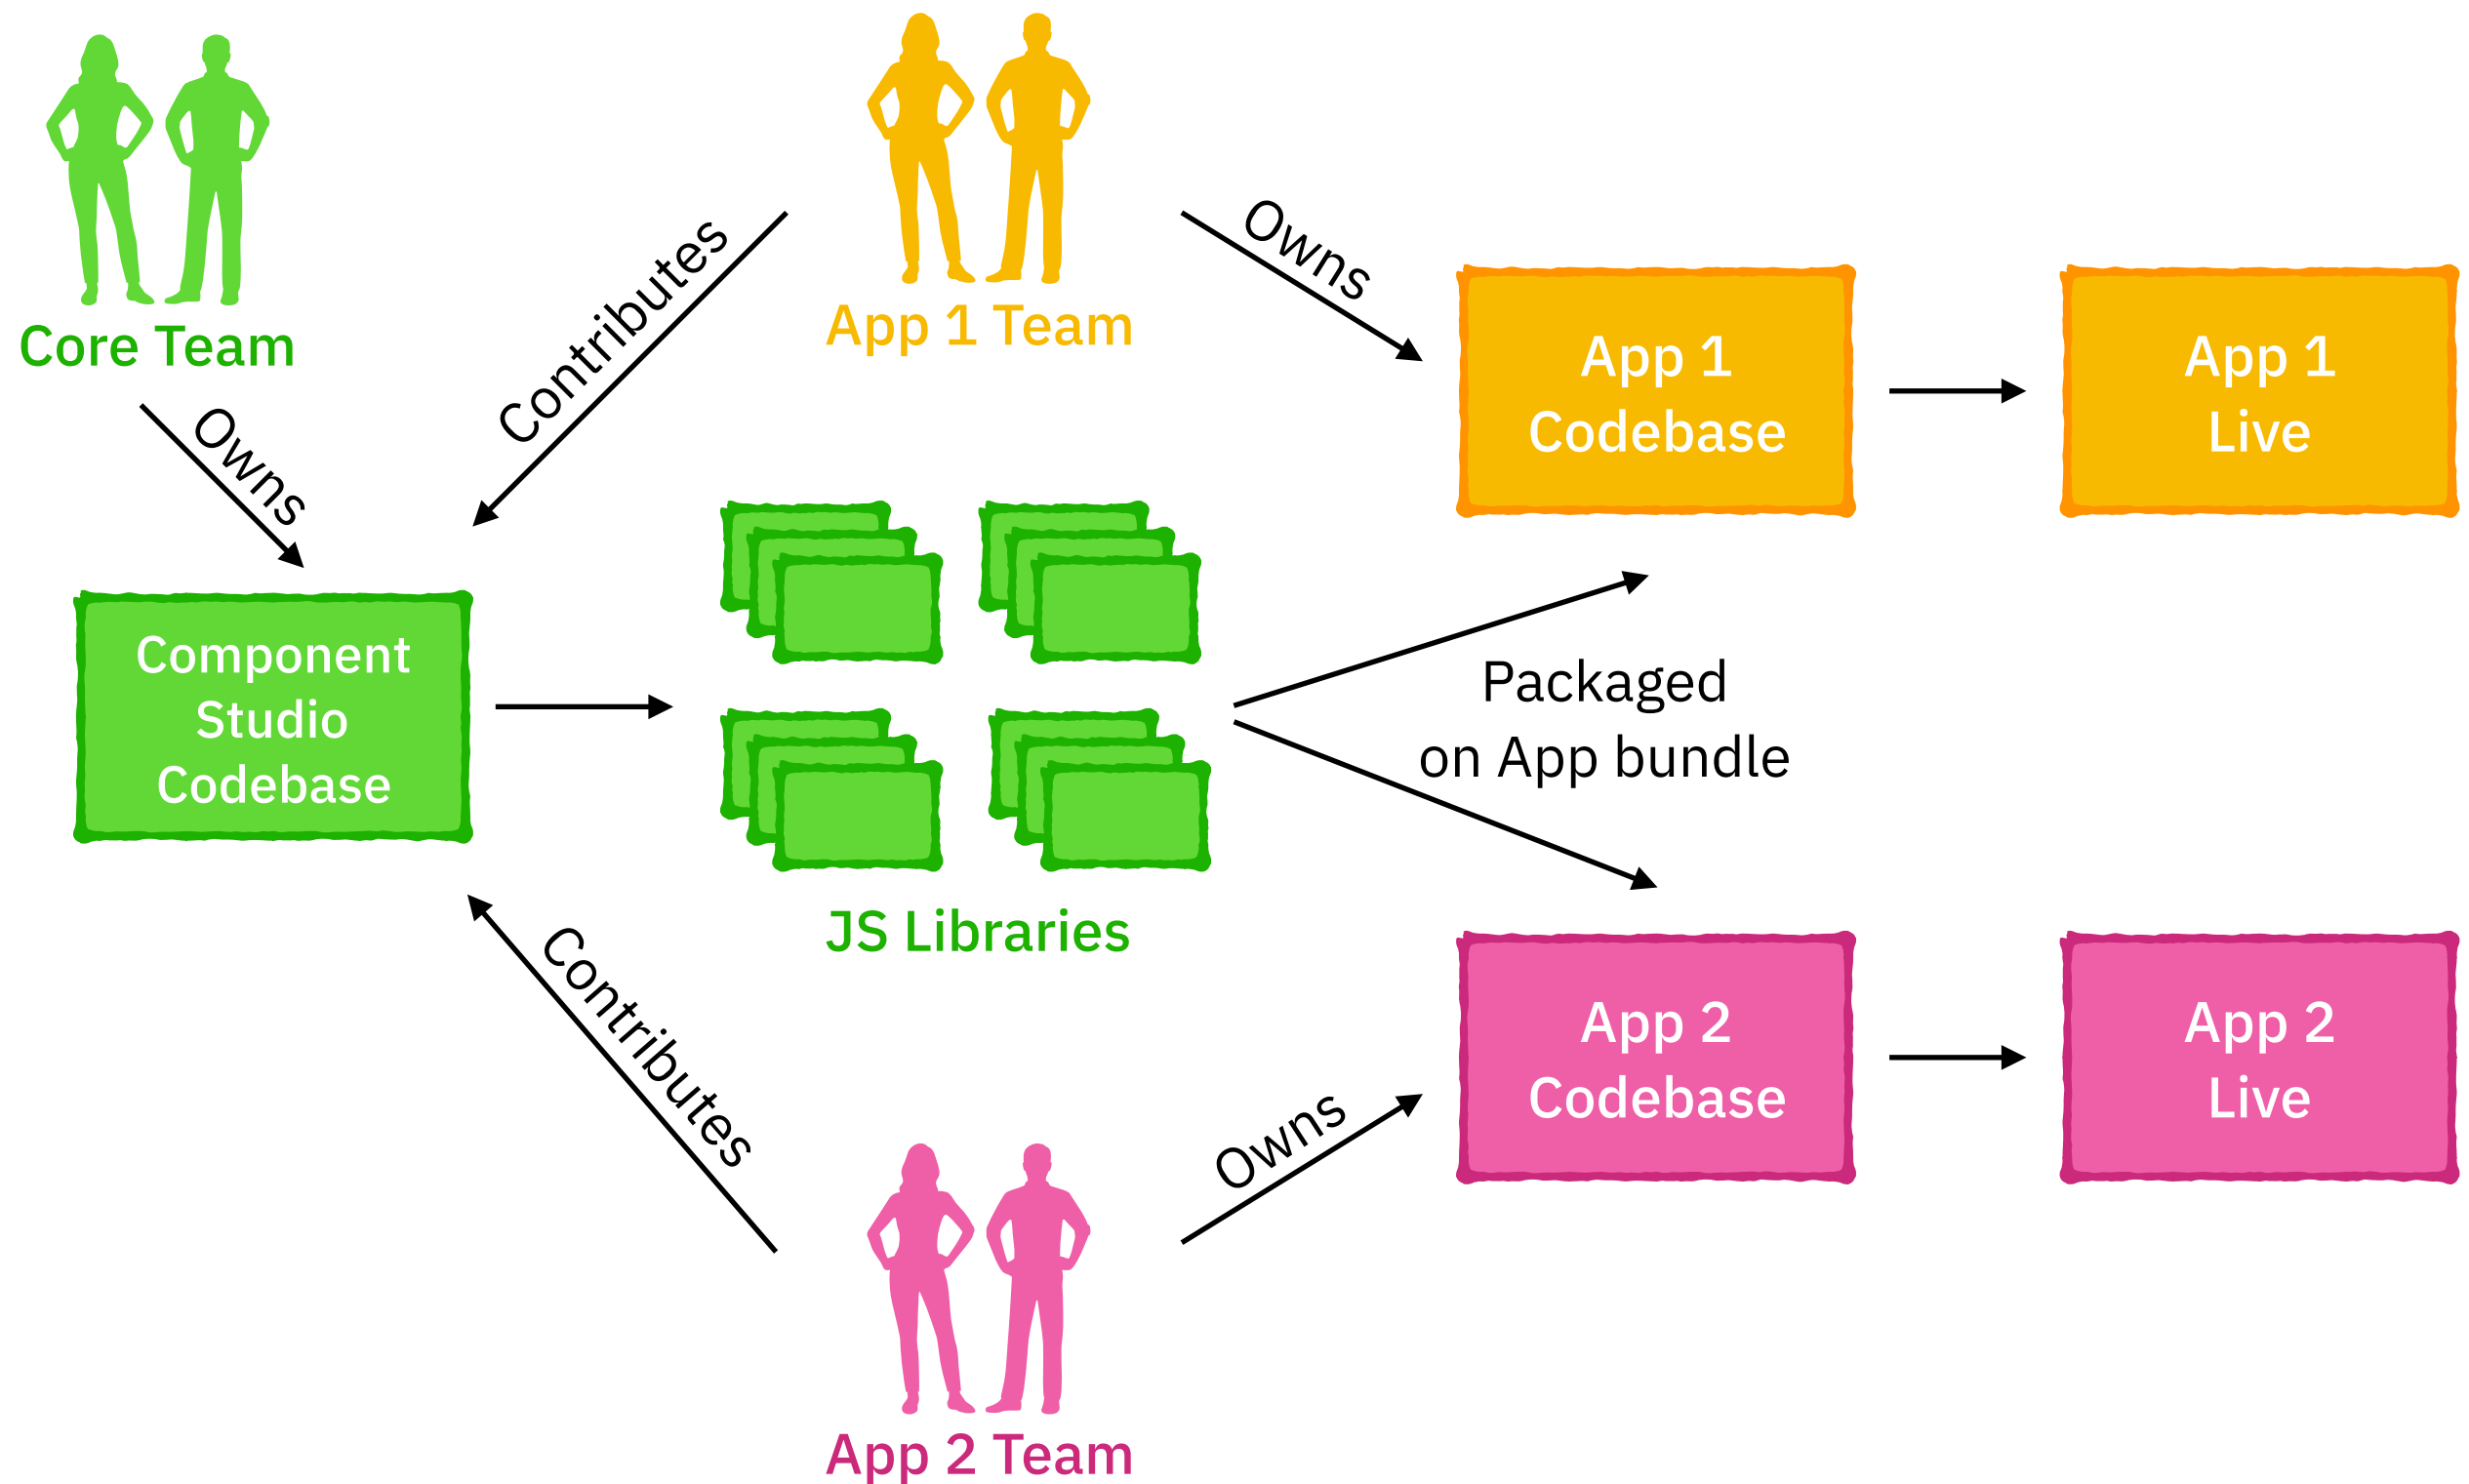 Core Team
App 1 Team
Owns
Contributes
Owns
App 1
Codebase
App 1
Live
Component
Studio
Codebase
JS Libraries
Packaged
on App bundle
Contributes
Owns
App 2
Codebase
App 2
Live
App 2 Team